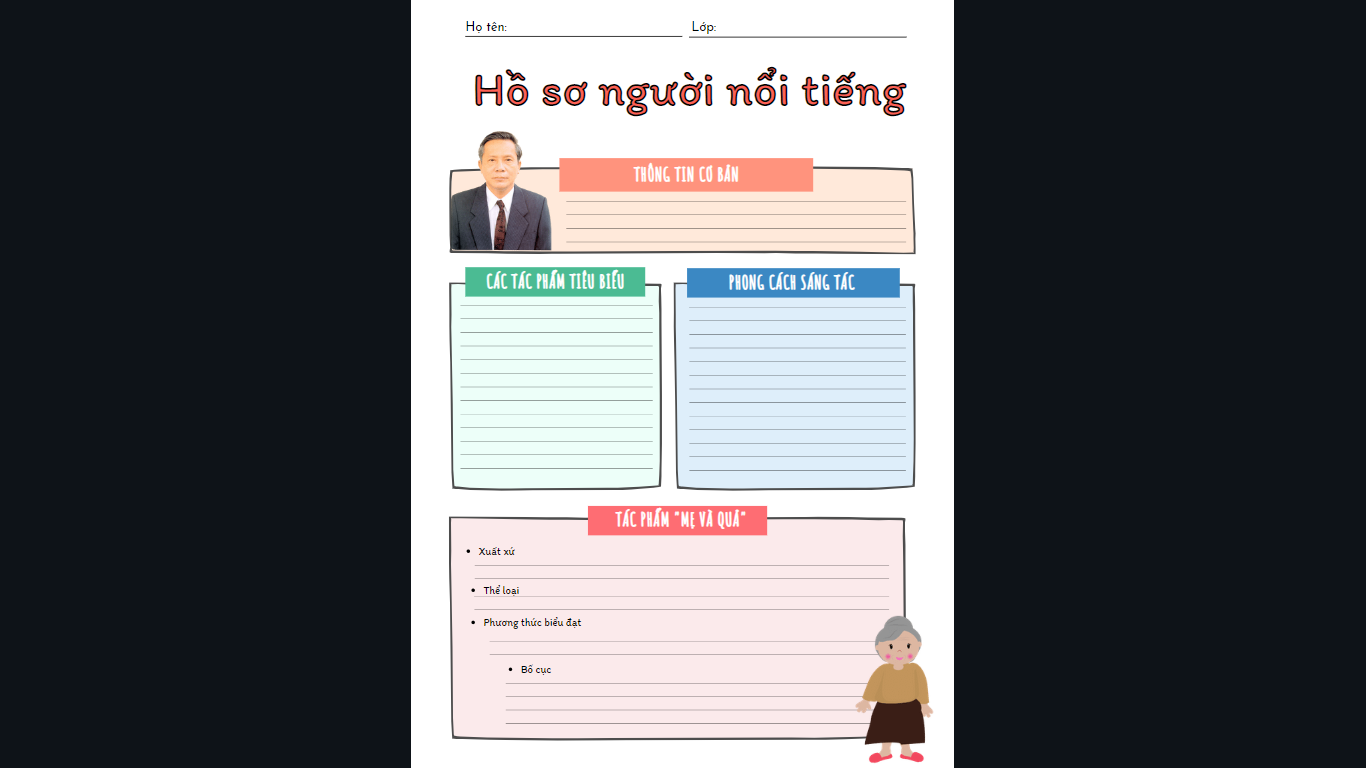 Họ tên: Lớp:
Hồ sơ người nổi tiếng
THÔNG TIN CƠ BẢN
CÁC TÁC PHẨM TIÊU BIỂU
PHONG CÁCH SÁNG TÁC
TÁC PHẨM "MẸ VÀ QUẢ"
• Xuất xứ
• Thể loại
• Phương thức biểu đạt
• Bố cục